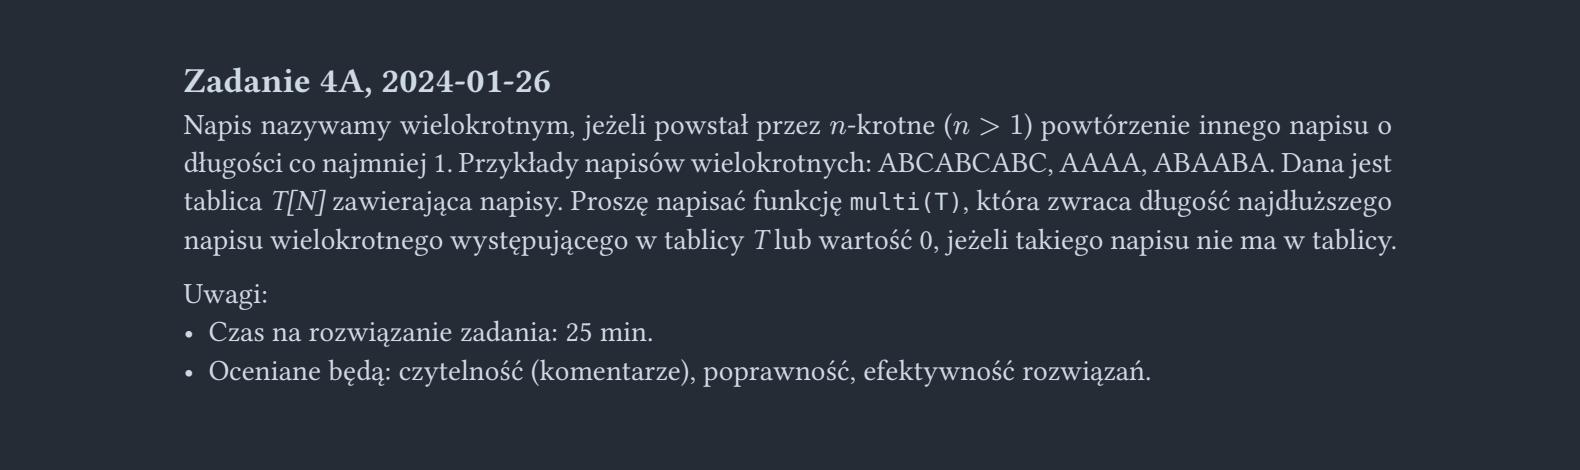 Zadanie 4A, 2024-01-26
Napis nazywamy wielokrotnym, jeżeli powstał przez n-krotne (n > 1) powtórzenie innego napisu o
długości co najmniej 1. Przykłady napisów wielokrotnych: ABCABCABC, AAAA, ABAABA. Dana jest
tablica T[N] zawierająca napisy. Proszę napisać funkcję multi(T), która zwraca długość najdłuższego
napisu wielokrotnego występującego w tablicy T lub wartość 0, jeżeli takiego napisu nie ma w tablicy.
Uwagi:
• Czas na rozwiązanie zadania: 25 min.
• Oceniane będą: czytelność (komentarze), poprawność, efektywność rozwiązań.